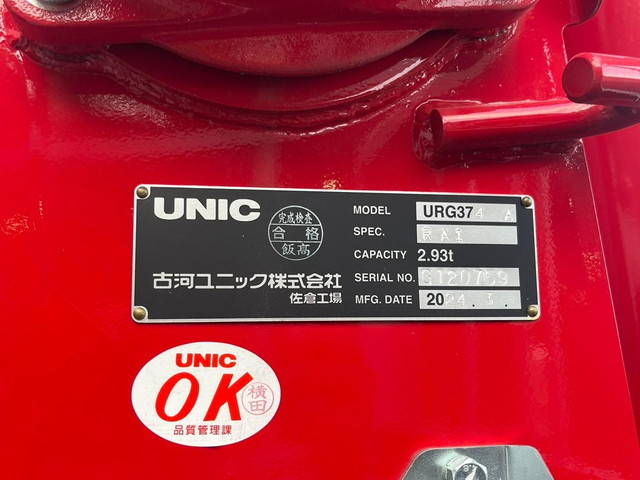 UNIC
完成検査
合格
飯高
古河ユニック株式会社
佐倉工場
MODEL URG374 A
SPEC. RA1
CAPACITY 2.93t
SERIAL NO. G120759
MFG. DATE 2024.3.
UNIC
OK
横田
品質管理課